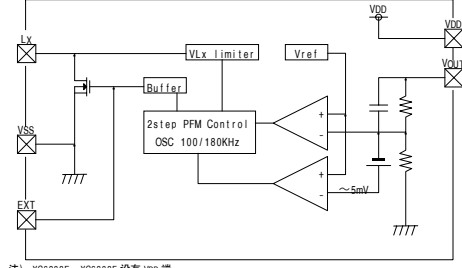 VDD
VDD
Lx
VLx limiter
Vref
VOUT
Buffer
2step PFM Control
OSC 100/180KHz
+
-
VSS
+
-
~5mV
EXT